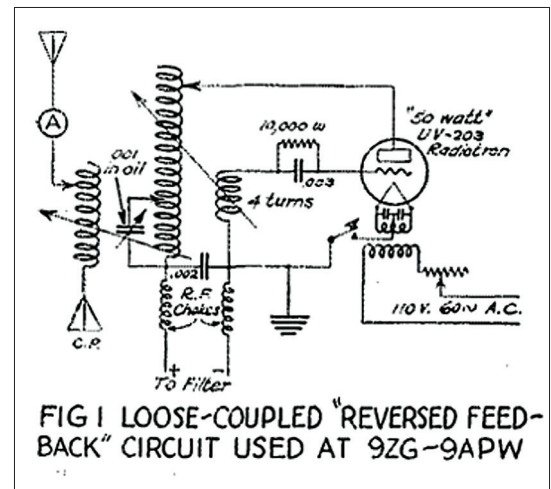 A
.001
in oil
10,000 ω
.003
"50 watt"
UV-203
Radiotron
4 turns
.002
R.F.
Chokes
110 V. 60~ A.C.
C.P.
+ −
To Filter
FIG 1 LOOSE-COUPLED "REVERSED FEED-
BACK" CIRCUIT USED AT 9ZG~9APW